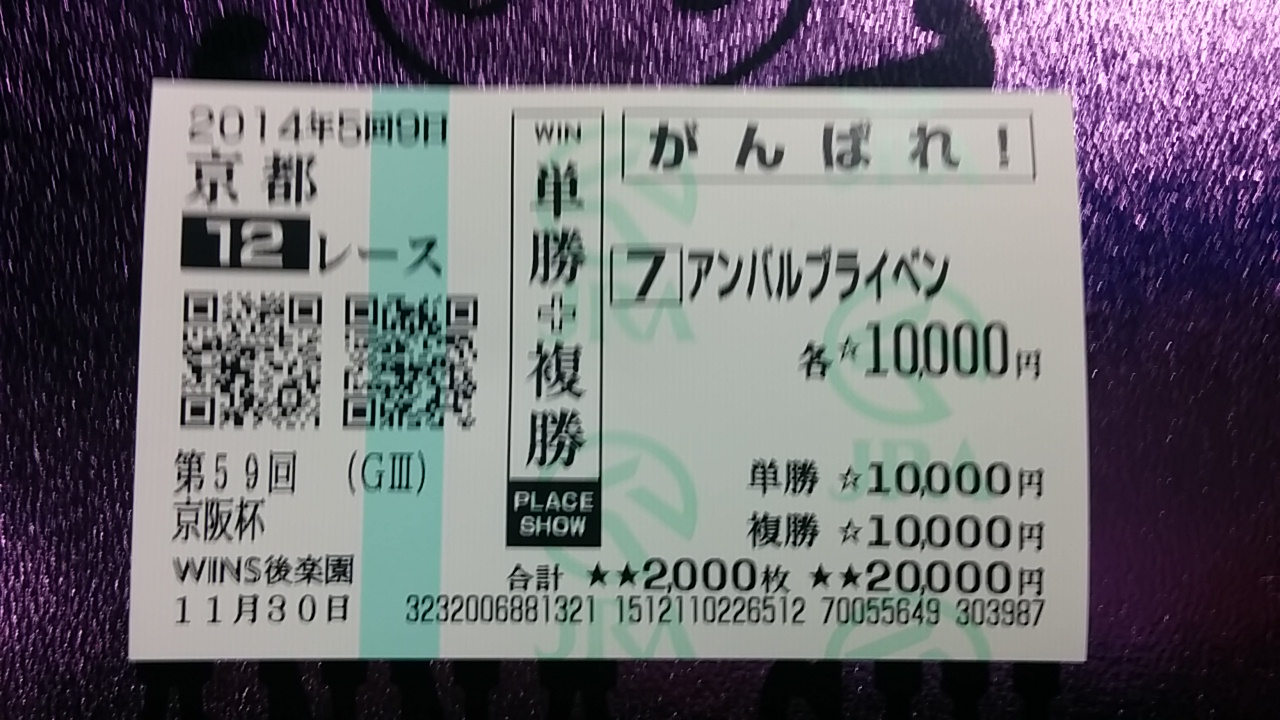 2014年5回9日
京都
12レース
第59回 (GⅢ)
京阪杯
WINS後楽園
11月30日
WIN
単勝+複勝
PLACE
SHOW
がんばれ!
7 アンバルブライベン
各☆10,000円
単勝 ☆10,000円
複勝 ☆10,000円
合計 ★★2,000枚 ★★20,000円
3232006881321 1512110226512 70055649 303987
JRA